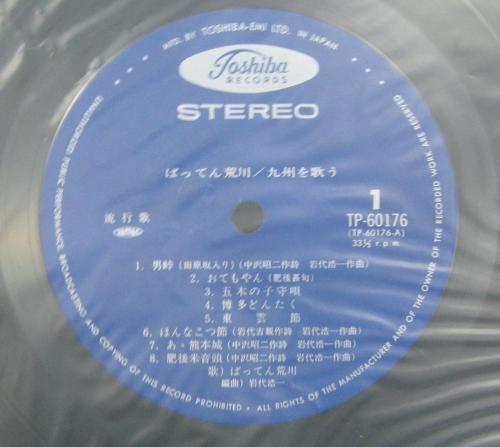 MFD. BY TOSHIBA-EMI LTD. IN JAPAN
Toshiba
RECORDS
STEREO
ばってん荒川/九州を歌う
1
流行歌
TP-60176
(TP-60176-A)
33⅓ r.p.m.
1. 男吟(田原坂入り)(中沢昭二作詩 岩代浩一作曲)
2. おてもやん(肥後甚句)
3. 五木の子守唄
4. 博多どんたく
5. 東雲節
6. ほんなこつ節(岩代吉親作詩 岩代浩一作曲)
7. あゝ熊本城(中沢昭二作詩 岩代浩一作曲)
8. 肥後米音頭(中沢昭二作詩 岩代浩一作曲)
歌)ばってん荒川
編曲)岩代浩一
UNAUTHORIZED PUBLIC PERFORMANCE BROADCASTING AND COPYING OF THIS RECORD PROHIBITED • ALL RIGHTS OF THE MANUFACTURER AND OF THE OWNER OF THE RECORDED WORK ARE RESERVED